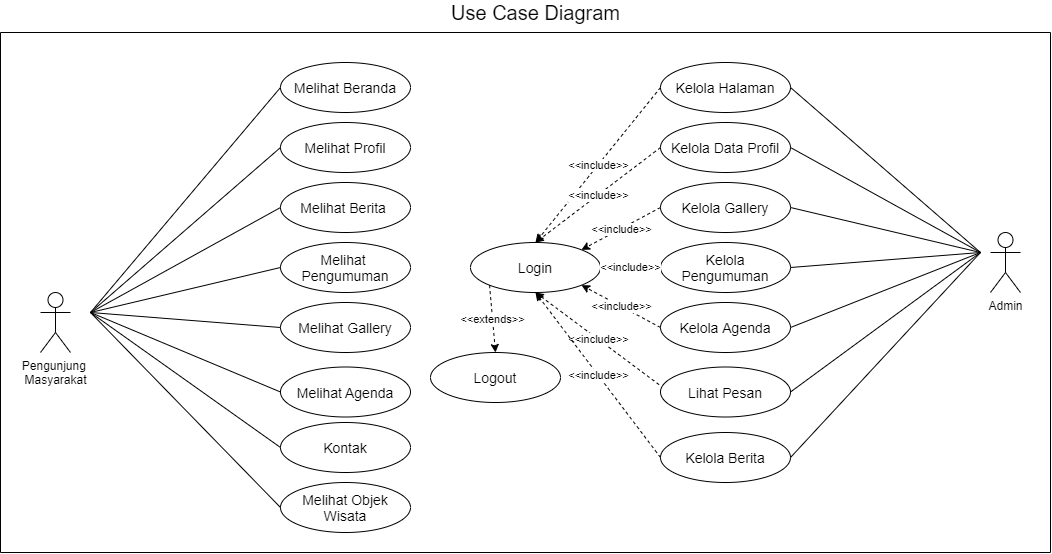 Use Case Diagram
Melihat Beranda
Melihat Profil
Melihat Berita
Melihat
Pengumuman
Melihat Gallery
Melihat Agenda
Kontak
Melihat Objek
Wisata
Pengunjung
Masyarakat
Login
Logout
<<extends>>
<<include>>
<<include>>
<<include>>
<<include>>
<<include>>
<<include>>
<<include>>
Kelola Halaman
Kelola Data Profil
Kelola Gallery
Kelola
Pengumuman
Kelola Agenda
Lihat Pesan
Kelola Berita
Admin